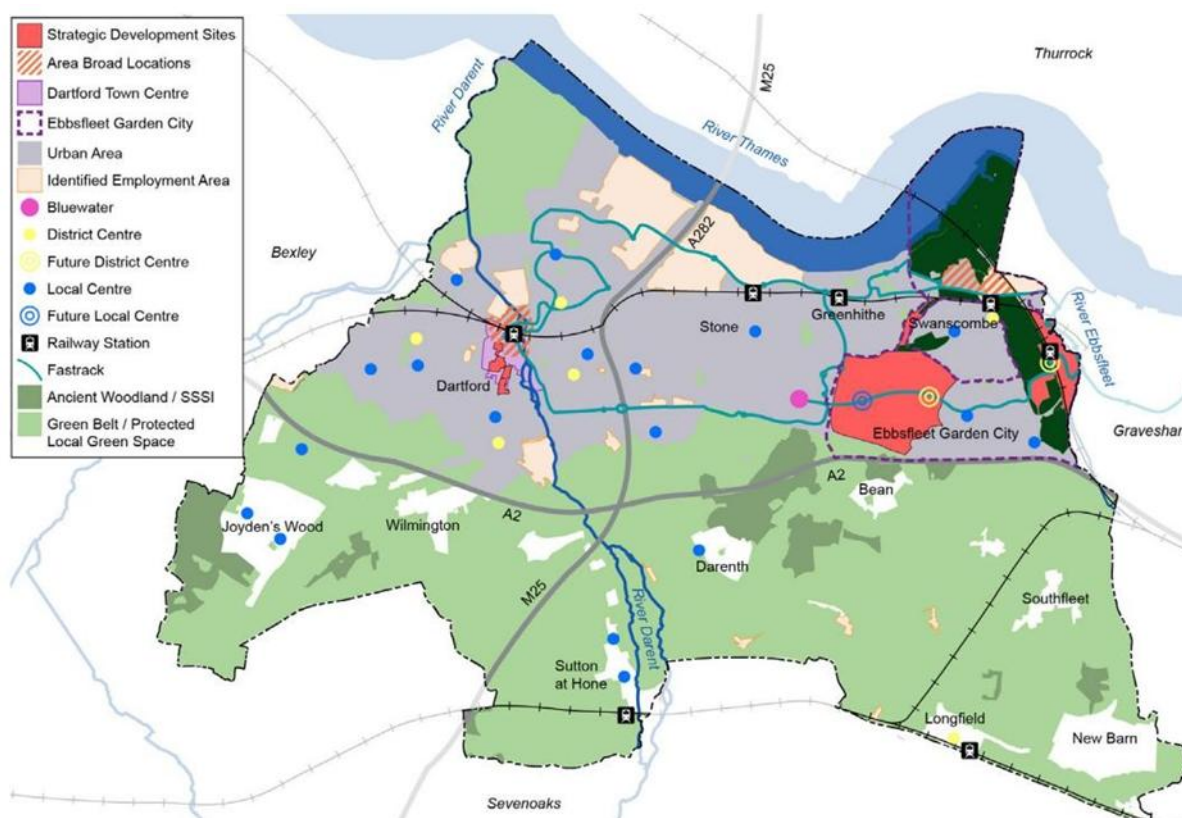 Strategic Development Sites
Area Broad Locations
Dartford Town Centre
Ebbsfleet Garden City
Urban Area
Identified Employment Area
Bluewater
District Centre
Future District Centre
Local Centre
Future Local Centre
Railway Station
Fastrack
Ancient Woodland / SSSI
Green Belt / Protected
Local Green Space
M25
Thurrock
River Darent
River Thames
A282
Bexley
Stone
Greenhithe
Swanscombe
River Ebbsfleet
Dartford
Ebbsfleet Garden City
Gravesham
A2
Bean
Joyden's Wood
Wilmington
A2
Darenth
M25
Southfleet
River Darent
Sutton
at Hone
Longfield
New Barn
Sevenoaks